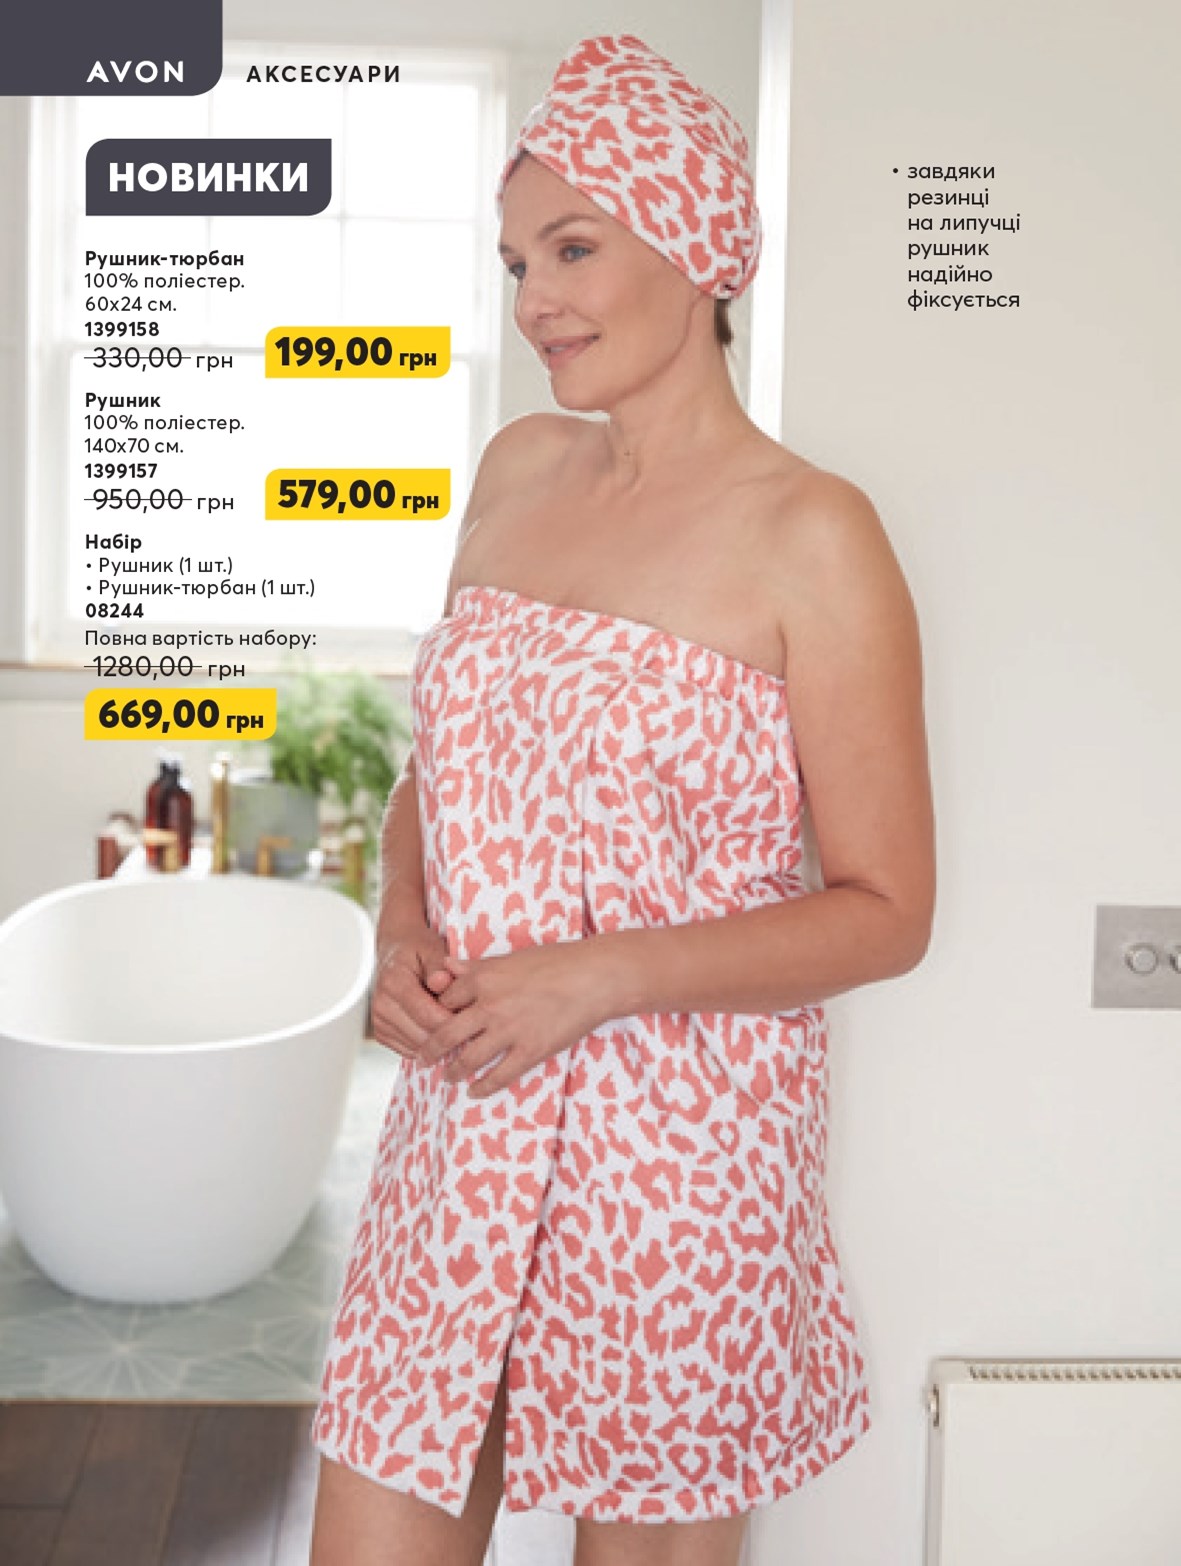 AVON
АКСЕСУАРИ
НОВИНКИ
Рушник-тюрбан
100% поліестер.
60x24 см.
1399158
330,00 грн
199,00 грн
Рушник
100% поліестер.
140x70 см.
1399157
950,00 грн
579,00 грн
Набір
• Рушник (1 шт.)
• Рушник-тюрбан (1 шт.)
08244
Повна вартість набору:
1280,00 грн
669,00 грн
• завдяки
резинці
на липучці
рушник
надійно
фіксується